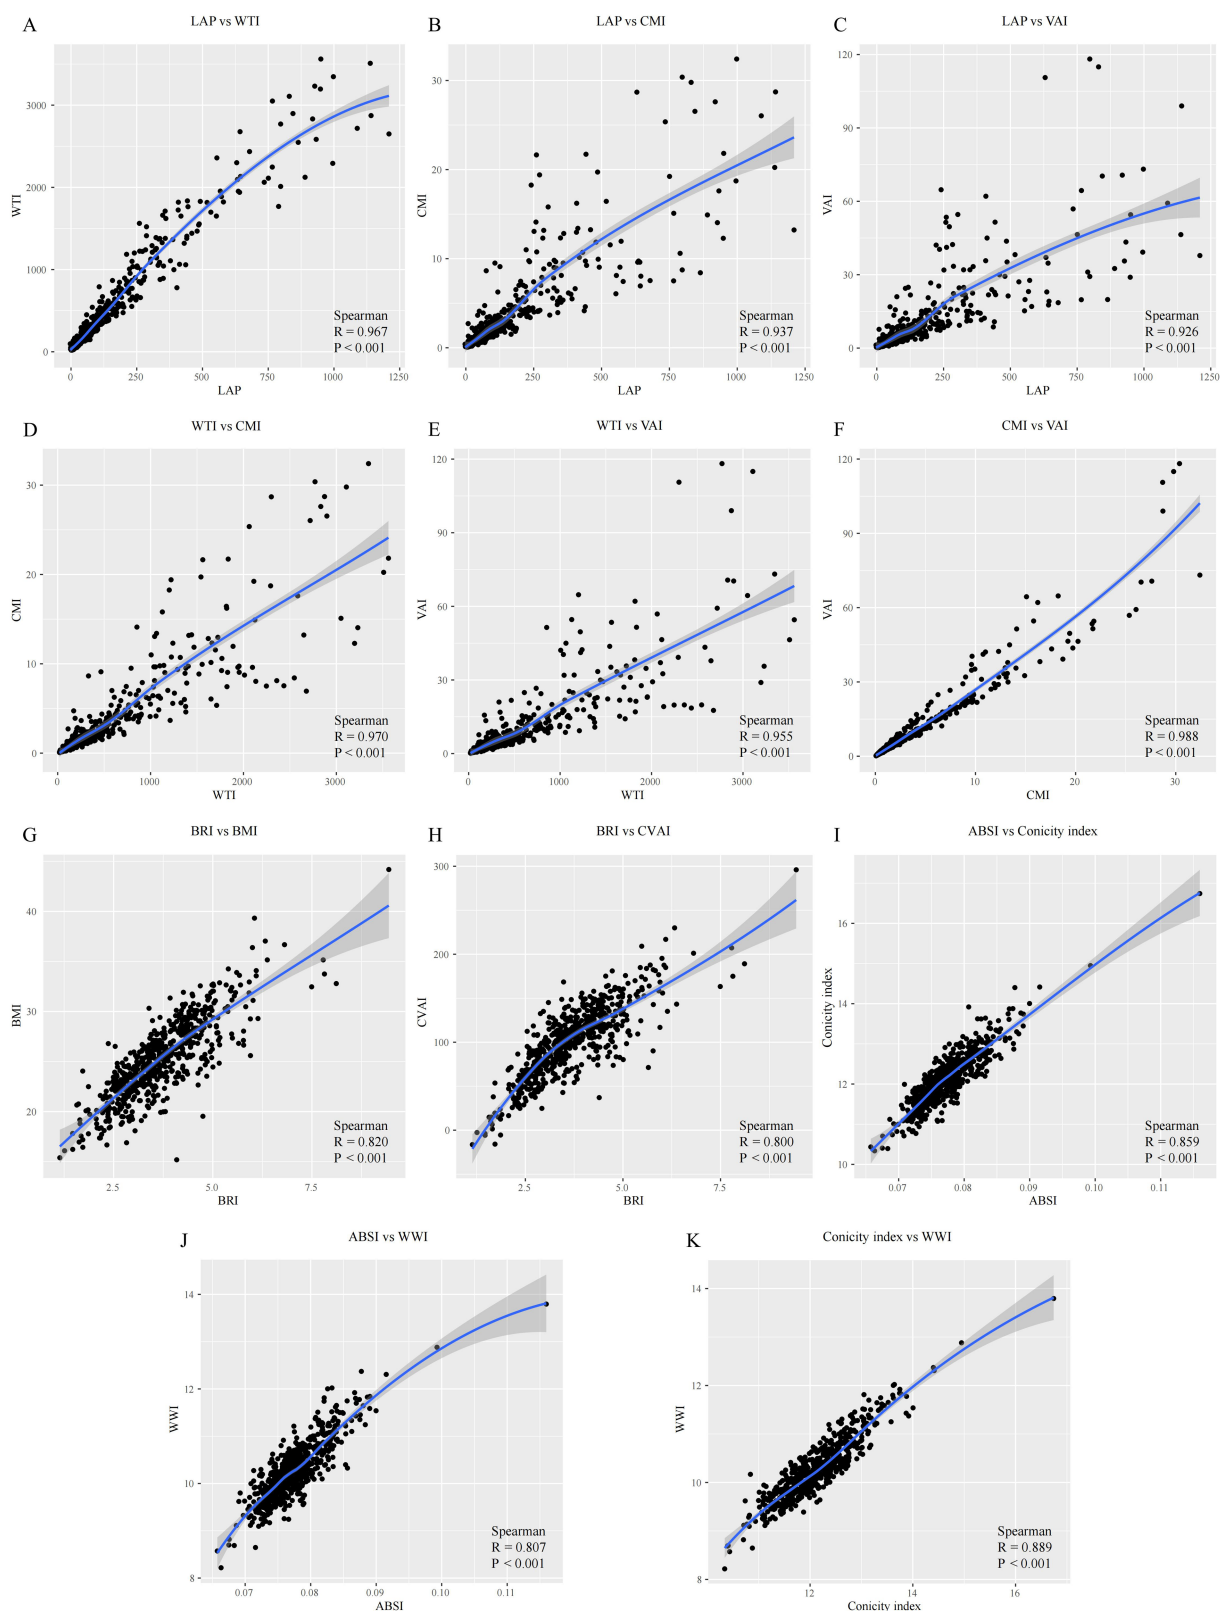 A
LAP vs WTI
3000
2000
1000
0
WTI
0
250
500
750
1000
1250
LAP
Spearman
R = 0.967
P < 0.001
B
LAP vs CMI
30
20
10
0
CMI
0
250
500
750
1000
1250
LAP
Spearman
R = 0.937
P < 0.001
C
LAP vs VAI
120
90
60
30
0
VAI
0
250
500
750
1000
1250
LAP
Spearman
R = 0.926
P < 0.001
D
WTI vs CMI
30
20
10
0
CMI
0
1000
2000
3000
WTI
Spearman
R = 0.970
P < 0.001
E
WTI vs VAI
120
90
60
30
0
VAI
0
1000
2000
3000
WTI
Spearman
R = 0.955
P < 0.001
F
CMI vs VAI
120
90
60
30
0
VAI
0
10
20
30
CMI
Spearman
R = 0.988
P < 0.001
G
BRI vs BMI
40
30
20
BMI
2.5
5.0
7.5
BRI
Spearman
R = 0.820
P < 0.001
H
BRI vs CVAI
300
200
100
0
CVAI
2.5
5.0
7.5
BRI
Spearman
R = 0.800
P < 0.001
I
ABSI vs Conicity index
16
14
12
10
Conicity index
0.07
0.08
0.09
0.10
0.11
ABSI
Spearman
R = 0.859
P < 0.001
J
ABSI vs WWI
14
12
10
8
WWI
0.07
0.08
0.09
0.10
0.11
ABSI
Spearman
R = 0.807
P < 0.001
K
Conicity index vs WWI
14
12
10
8
WWI
12
14
16
Conicity index
Spearman
R = 0.889
P < 0.001